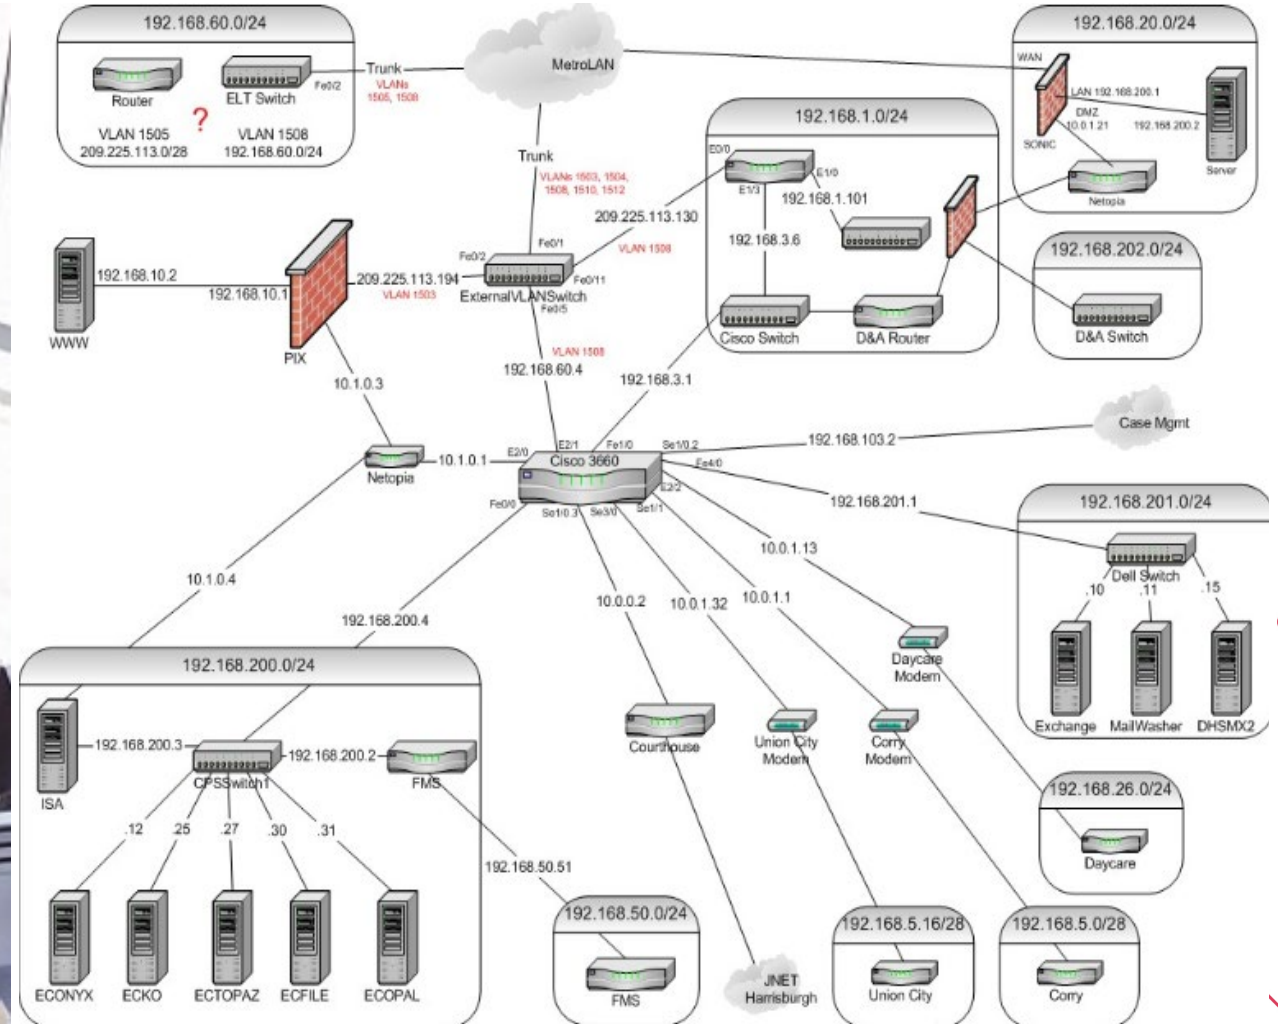 192.168.60.0/24
Router
ELT Switch
Fe0/2
?
VLAN 1505
209.225.113.0/28
VLAN 1508
192.168.60.0/24
Trunk
VLANs
1505, 1508
MetroLAN
192.168.20.0/24
WAN
LAN 192.168.200.1
DMZ
10.0.1.21
192.168.200.2
SONIC
Server
Netopia
Trunk
VLANs 1503, 1504,
1508, 1510, 1512
192.168.1.0/24
E0/0
E1/0
E1/3
192.168.1.101
209.225.113.130
VLAN 1508
192.168.3.6
Cisco Switch
D&A Router
192.168.202.0/24
D&A Switch
WWW
192.168.10.2
192.168.10.1
PIX
209.225.113.194
VLAN 1503
Fe0/2
Fe0/1
Fe0/11
ExternalVLANSwitch
Fe0/5
VLAN 1508
192.168.60.4
192.168.3.1
10.1.0.3
Netopia
10.1.0.1
E2/0
E2/1
Fe1/0
Se1/0.2
Cisco 3660
Fe4/0
E2/2
Fe0/0
Se1/0.3
Se3/0
Se1/1
192.168.103.2
Case Mgmt
192.168.201.1
192.168.201.0/24
Dell Switch
.10
.11
.15
Exchange
MailWasher
DHSMX2
10.1.0.4
192.168.200.4
10.0.0.2
10.0.1.32
10.0.1.1
10.0.1.13
Daycare
Modem
Courthouse
Union City
Modem
Corry
Modem
192.168.200.0/24
ISA
192.168.200.3
CPSSwitch1
192.168.200.2
FMS
.12
.25
.27
.30
.31
ECONYX
ECKO
ECTOPAZ
ECFILE
ECOPAL
192.168.50.51
192.168.50.0/24
FMS
JNET
Harrisburgh
192.168.5.16/28
Union City
192.168.5.0/28
Corry
192.168.26.0/24
Daycare